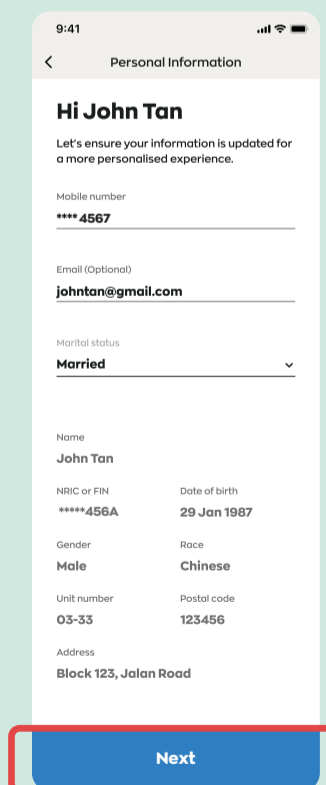 9:41
Personal Information
Hi John Tan
Let's ensure your information is updated for
a more personalised experience.
Mobile number
**** 4567
Email (Optional)
johntan@gmail.com
Marital status
Married
Name
John Tan
NRIC or FIN Date of birth
*****456A 29 Jan 1987
Gender Race
Male Chinese
Unit number Postal code
03-33 123456
Address
Block 123, Jalan Road
Next